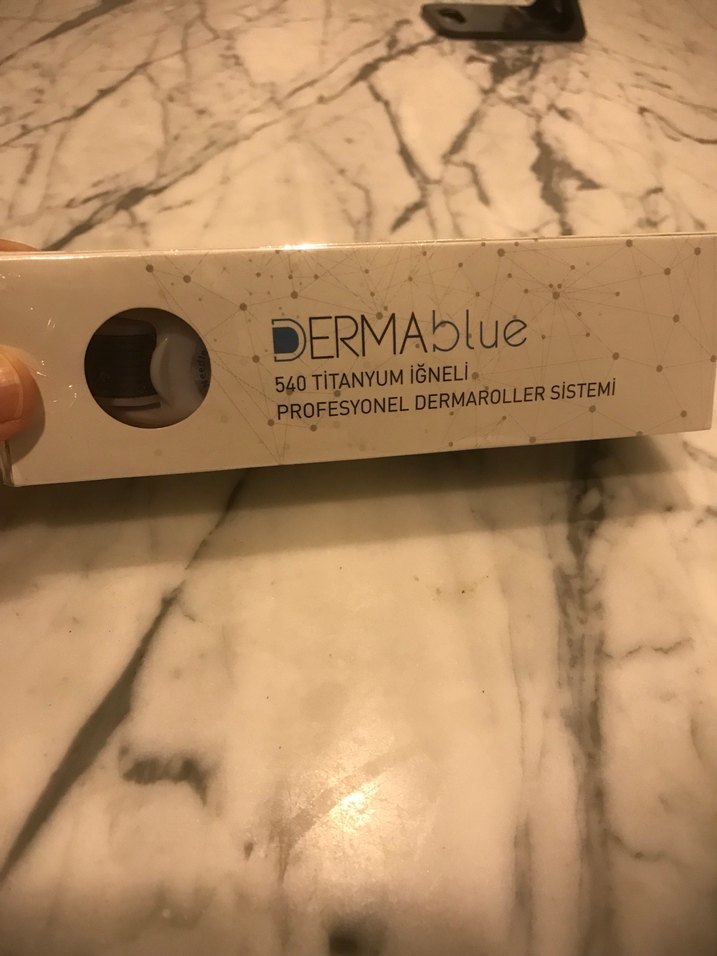 DERMAblue
540 TİTANYUM İĞNELİ
PROFESYONEL DERMAROLLER SİSTEMİ